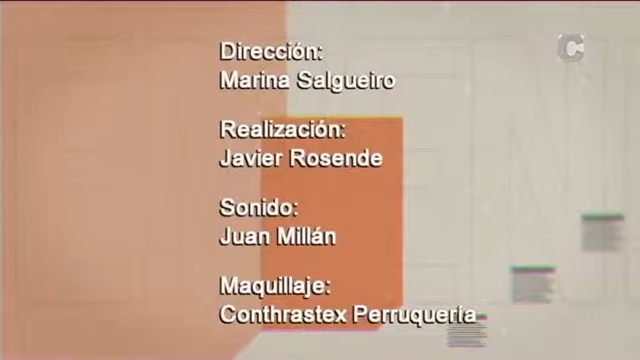 Dirección:
Marina Salgueiro
Realización:
Javier Rosende
Sonido:
Juan Millán
Maquillaje:
Conthrastex Perruquería
C